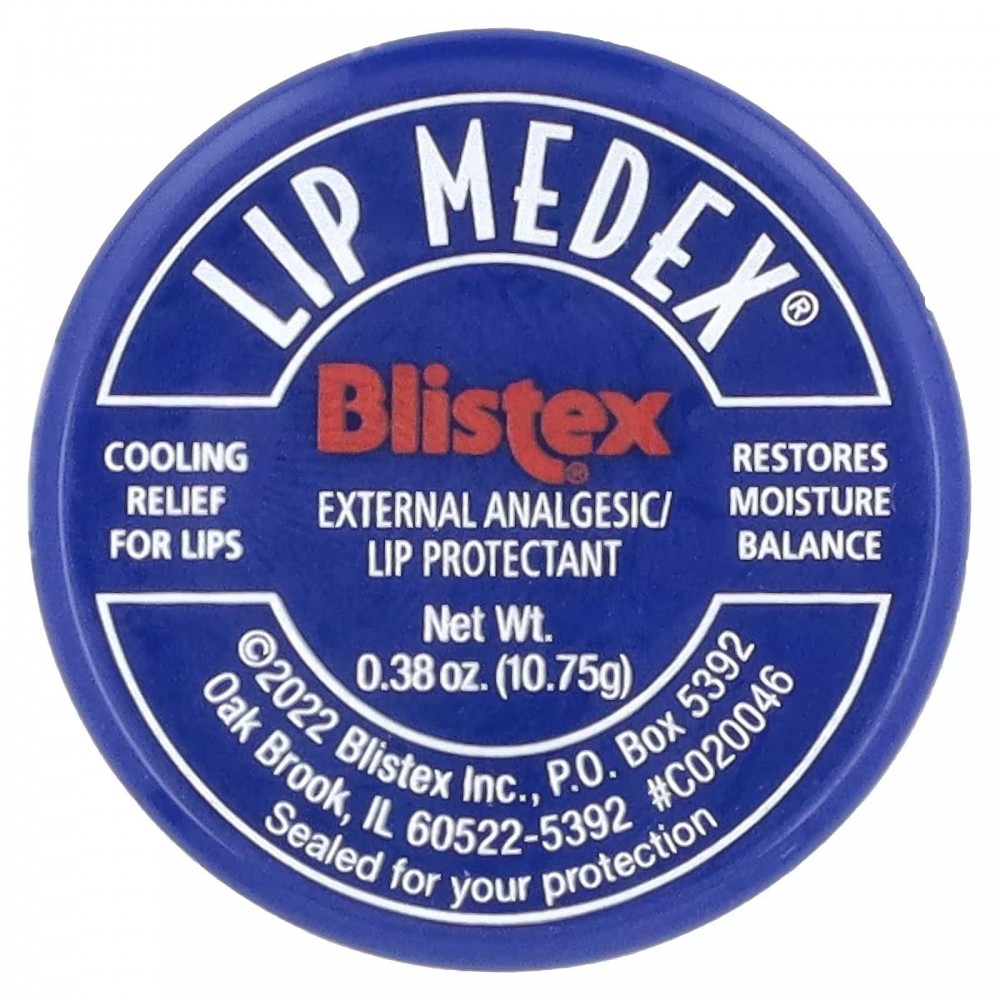 LIP MEDEX®
Blistex®
EXTERNAL ANALGESIC/
LIP PROTECTANT
Net Wt.
0.38 oz. (10.75g)
COOLING
RELIEF
FOR LIPS
RESTORES
MOISTURE
BALANCE
©2022 Blistex Inc., P.O. Box 5392
Oak Brook, IL 60522-5392 #C020046
Sealed for your protection